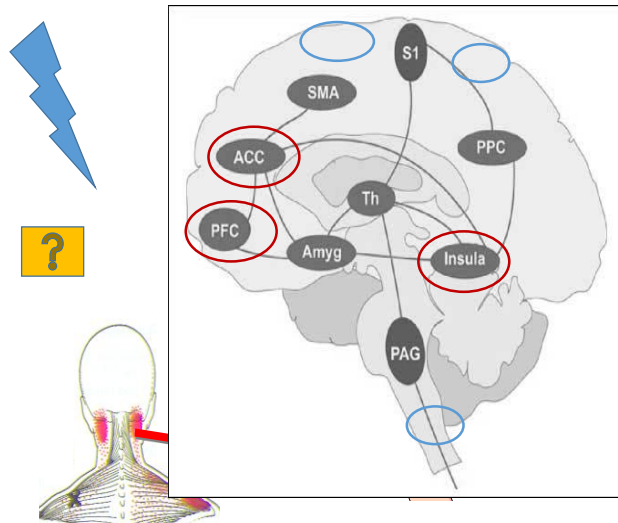 S1
SMA
PPC
ACC
Th
PFC
Amyg
Insula
?
PAG